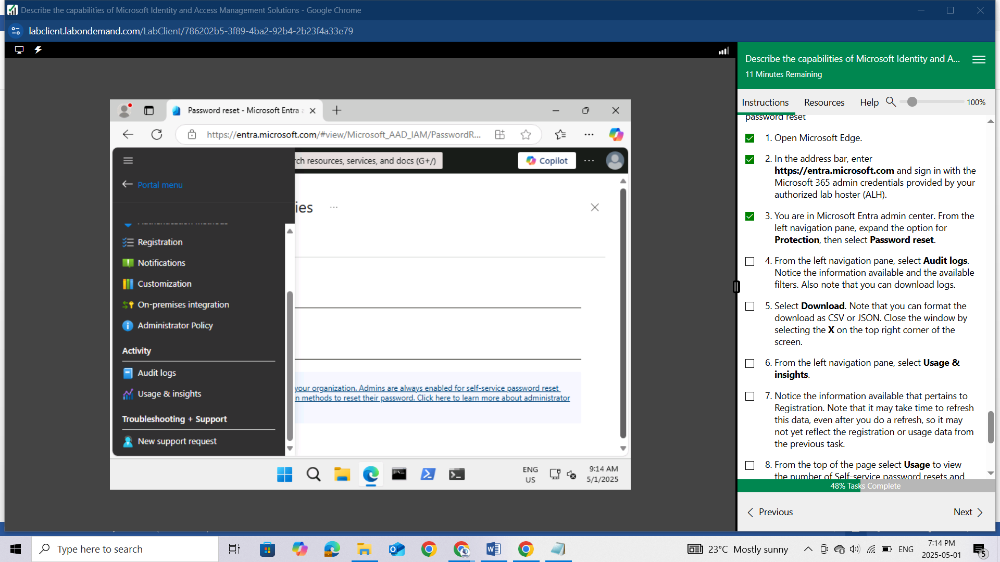 Describe the capabilities of Microsoft Identity and Access Management Solutions - Google Chrome
labclient.labondemand.com/LabClient/786202b5-3f89-4ba2-92b4-2b23f4a33e79
Password reset - Microsoft Entra
https://entra.microsoft.com/#view/Microsoft_AAD_IAM/PasswordR...
rch resources, services, and docs (G+/)
Copilot
Portal menu
ies
Registration
Notifications
Customization
On-premises integration
Administrator Policy
Activity
Audit logs
Usage & insights
Troubleshooting + Support
New support request
your organization. Admins are always enabled for self-service password reset
n methods to reset their password. Click here to learn more about administrator
ENG
US
9:14 AM
5/1/2025
Describe the capabilities of Microsoft Identity and A...
11 Minutes Remaining
Instructions
Resources
Help
100%
password reset
1. Open Microsoft Edge.
2. In the address bar, enter
https://entra.microsoft.com and sign in with the
Microsoft 365 admin credentials provided by your
authorized lab hoster (ALH).
3. You are in Microsoft Entra admin center. From the
left navigation pane, expand the option for
Protection, then select Password reset.
4. From the left navigation pane, select Audit logs.
Notice the information available and the available
filters. Also note that you can download logs.
5. Select Download. Note that you can format the
download as CSV or JSON. Close the window by
selecting the X on the top right corner of the
screen.
6. From the left navigation pane, select Usage &
insights.
7. Notice the information available that pertains to
Registration. Note that it may take time to refresh
this data, even after you do a refresh, so it may
not yet reflect the registration or usage data from
the previous task.
8. From the top of the page select Usage to view
the number of Self-service password resets and
48% Tasks Complete
Previous
Next
Type here to search
23°C Mostly sunny
ENG
7:14 PM
2025-05-01
5